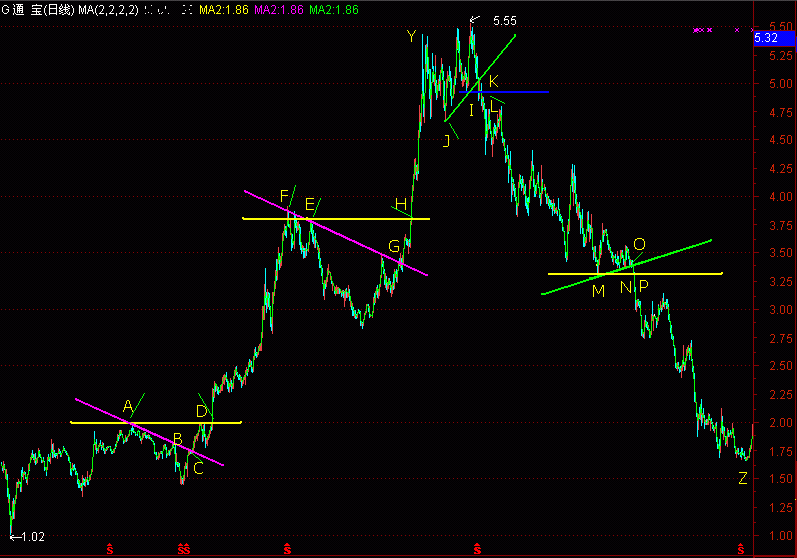 G 通 宝(日线) MA(2,2,2,2) MA2:1.86 MA2:1.86 MA2:1.86
5.55
5.50
5.32
5.25
5.00
4.75
4.50
4.25
4.00
3.75
3.50
3.25
3.00
2.75
2.50
2.25
2.00
1.75
1.50
1.25
1.00
Y
K
I
L
J
F
E
H
G
O
M
N
P
A
D
B
C
Z
1.02
S
S
S
S
S
S